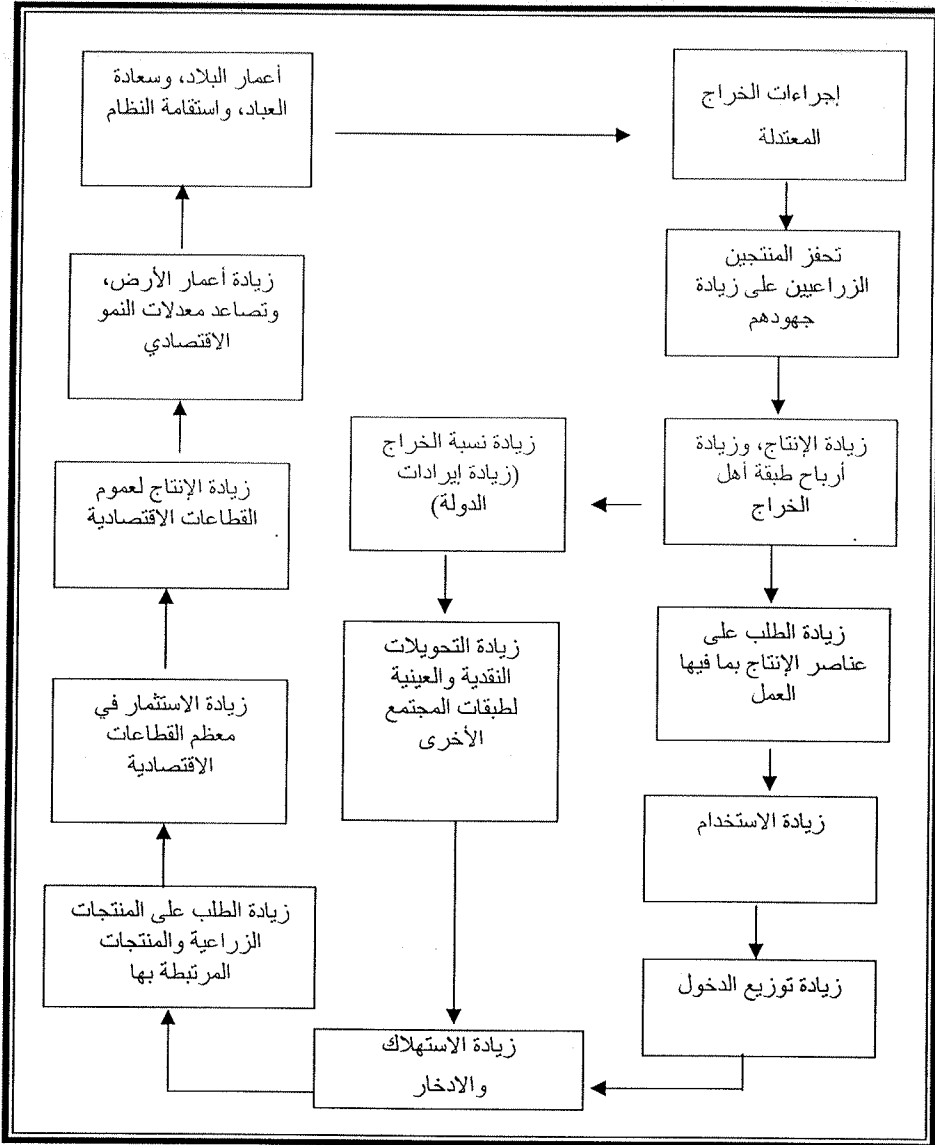 إجراءات الخراج
المعتدلة
تحفز المنتجين
الزراعيين على زيادة
جهودهم
زيادة الإنتاج، وزيادة
أرباح طبقة أهل
الخراج
زيادة نسبة الخراج
(زيادة إيرادات
الدولة)
زيادة الطلب على
عناصر الإنتاج بما فيها
العمل
زيادة التحويلات
النقدية والعينية
لطبقات المجتمع
الأخرى
زيادة الاستخدام
زيادة توزيع الدخول
زيادة الاستهلاك
والادخار
زيادة الطلب على المنتجات
الزراعية والمنتجات
المرتبطة بها
زيادة الاستثمار في
معظم القطاعات
الاقتصادية
زيادة الإنتاج لعموم
القطاعات الاقتصادية
زيادة أعمار الأرض،
وتصاعد معدلات النمو
الاقتصادي
أعمار البلاد، وسعادة
العباد، واستقامة النظام